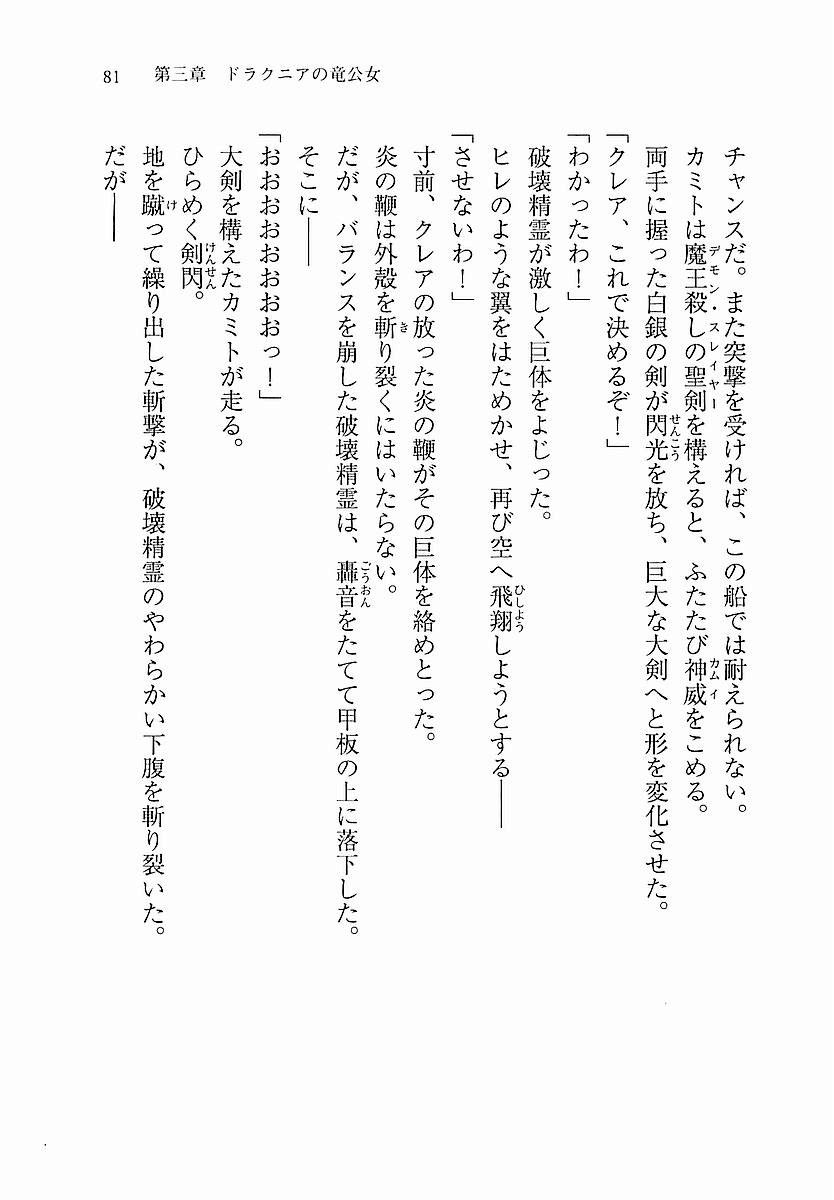 81　第三章　ドラクニアの竜公女
チャンスだ。また突撃を受ければ、この船では耐えられない。
カミトは魔王殺しの聖剣を構えると、ふたたび神威をこめる。
デモン・スレイヤー
カムイ
両手に握った白銀の剣が閃光を放ち、巨大な大剣へと形を変化させた。
せんこう
「クレア、これで決めるぞ！」
「わかったわ！」
破壊精霊が激しく巨体をよじった。
ヒレのような翼をはためかせ、再び空へ飛翔しようとする――
ひしよう
「させないわ！」
寸前、クレアの放った炎の鞭がその巨体を絡めとった。
炎の鞭は外殻を斬り裂くにはいたらない。
き
だが、バランスを崩した破壊精霊は、轟音をたてて甲板の上に落下した。
ごうおん
そこに――
「おおおおおおおおっ！」
大剣を構えたカミトが走る。
ひらめく剣閃。
けんせん
地を蹴って繰り出した斬撃が、破壊精霊のやわらかい下腹を斬り裂いた。
け
だが――